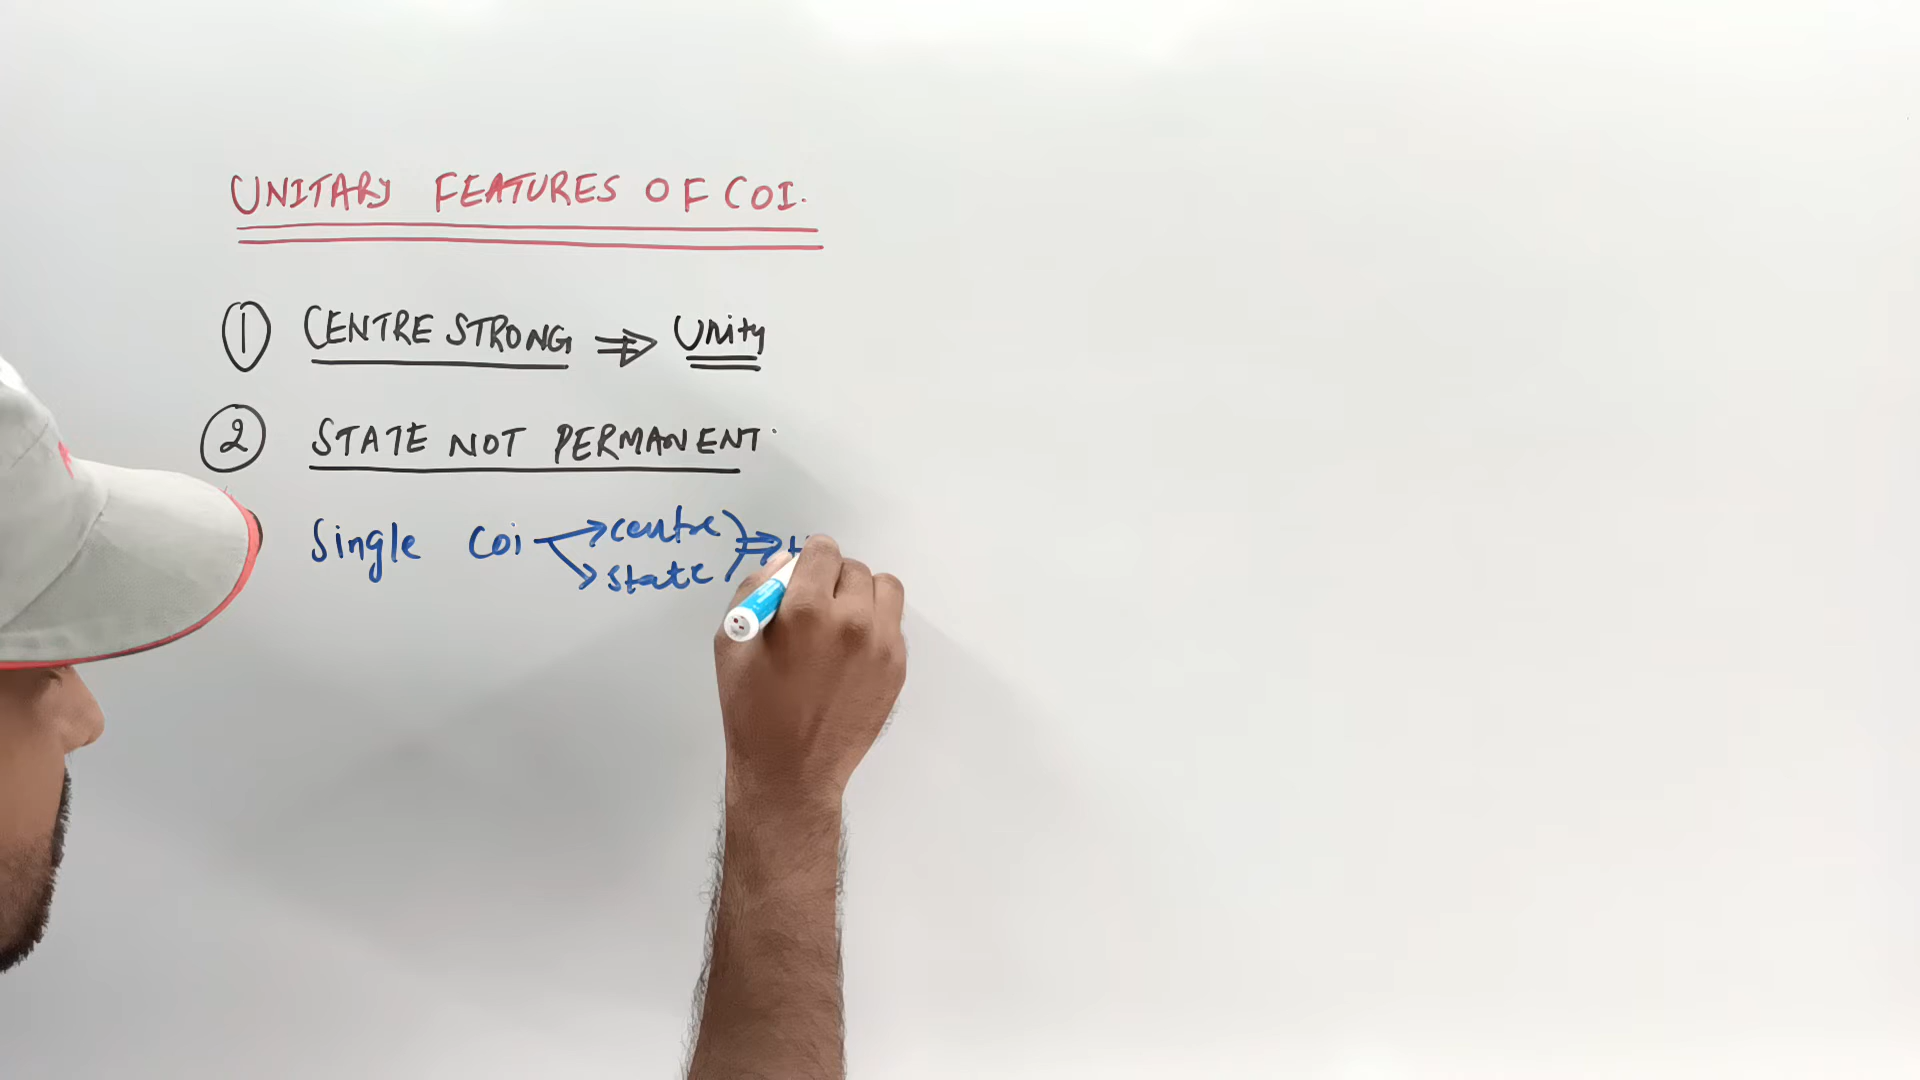 UNITARY FEATURES OF COI.
① CENTRE STRONG ⇒ Unity
② STATE NOT PERMANENT.
Single Coi → centre
→ state